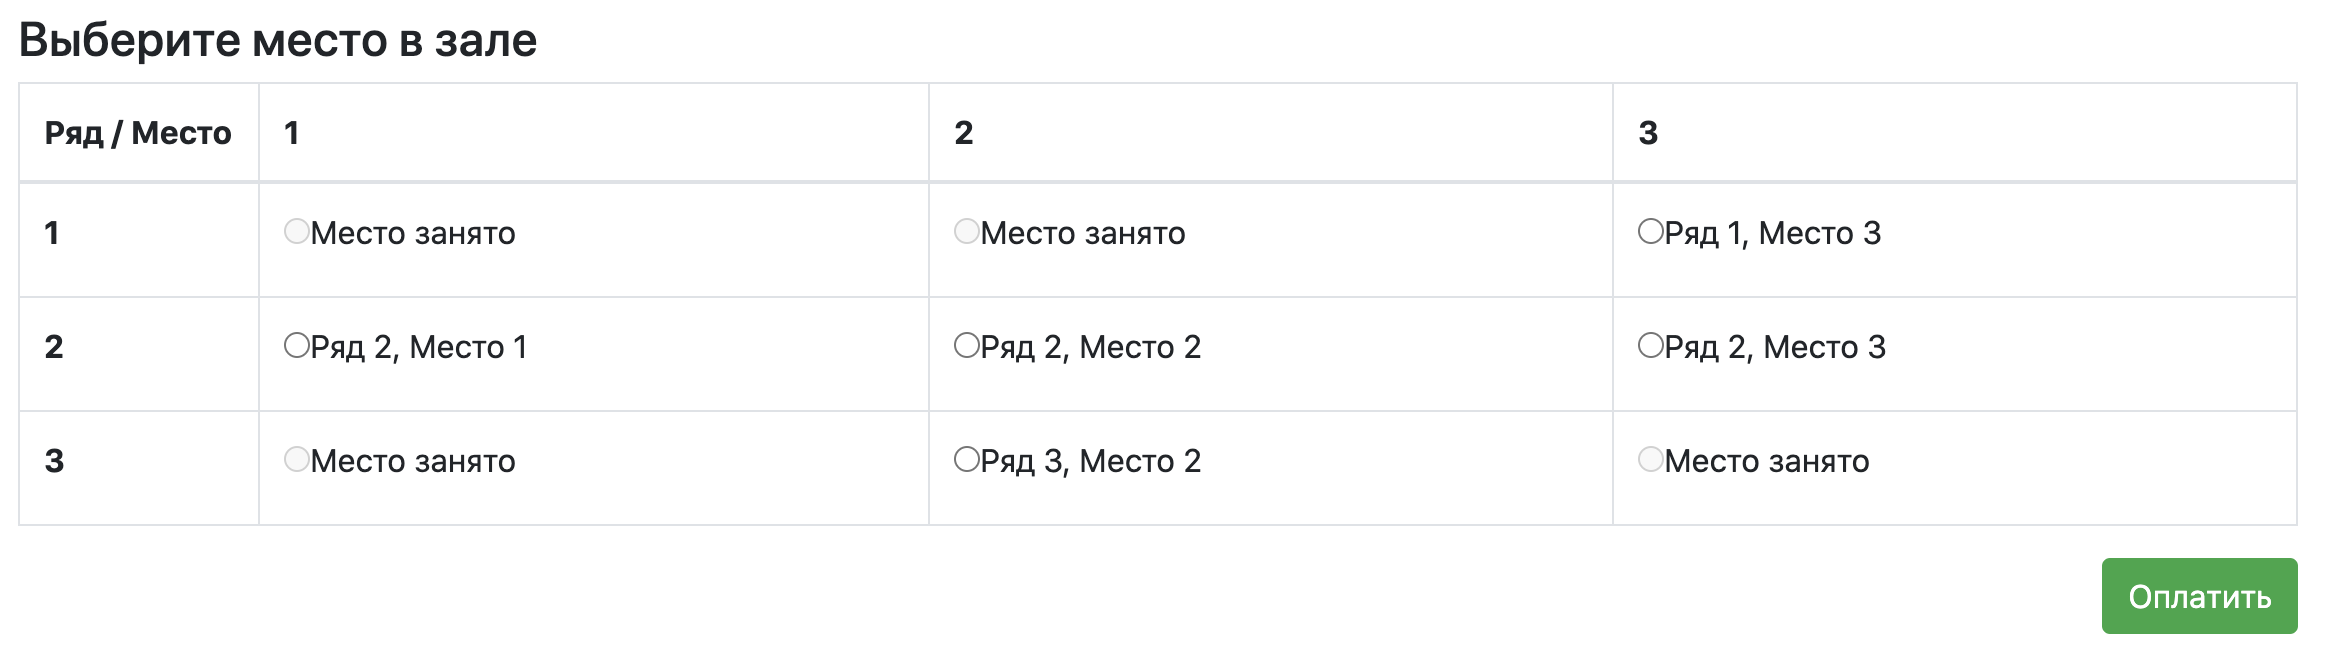 Выберите место в зале
Ряд / Место 1 2 3
1 Место занято Место занято Ряд 1, Место 3
2 Ряд 2, Место 1 Ряд 2, Место 2 Ряд 2, Место 3
3 Место занято Ряд 3, Место 2 Место занято
Оплатить